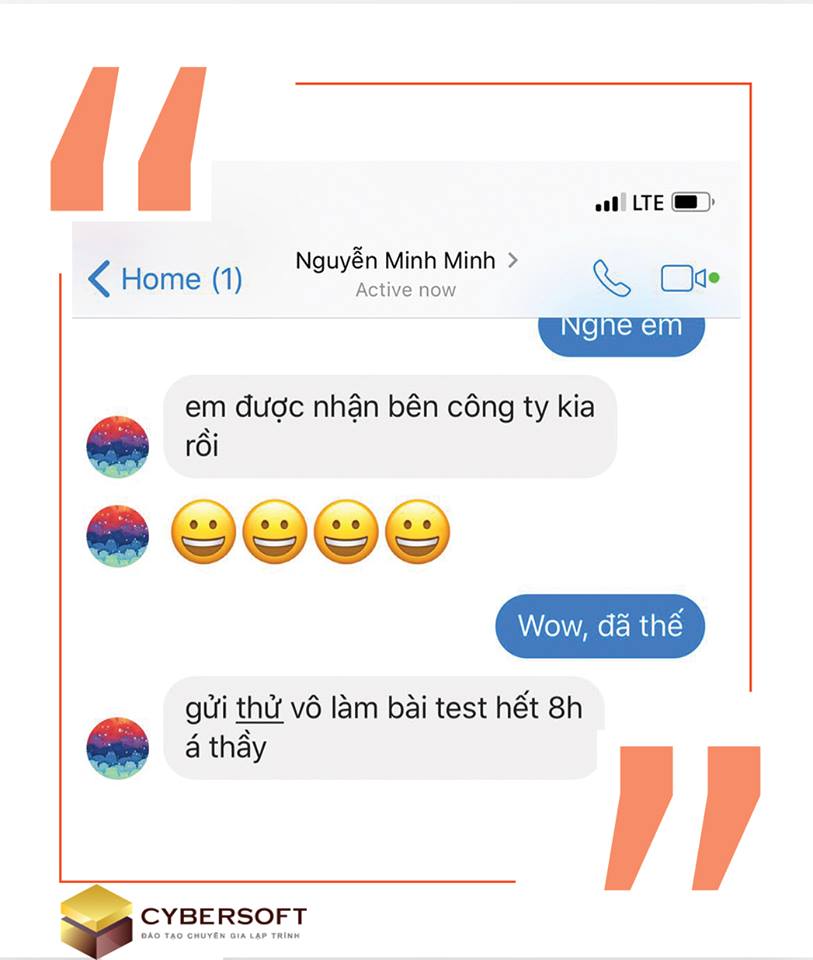 LTE
Home (1)
Nguyễn Minh Minh
Active now
Nghe em
em được nhận bên công ty kia
rồi
Wow, đã thế
gửi thử vô làm bài test hết 8h
á thầy
CYBERSOFT
ĐÀO TẠO CHUYÊN GIA LẬP TRÌNH